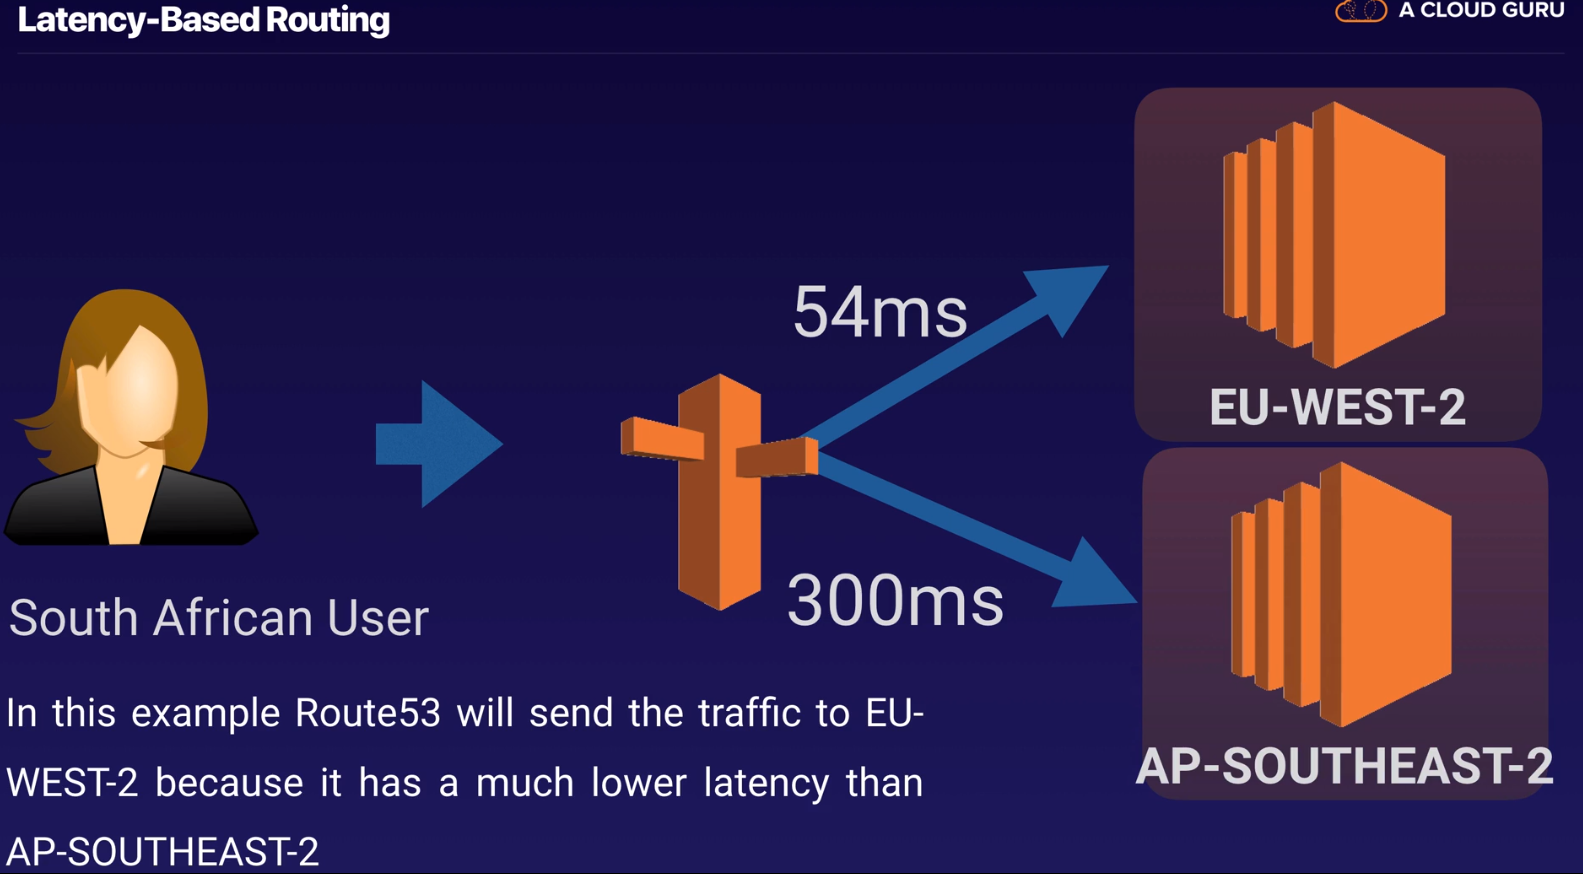 Latency-Based Routing
A CLOUD GURU
54ms
EU-WEST-2
300ms
South African User
AP-SOUTHEAST-2
In this example Route53 will send the traffic to EU-
WEST-2 because it has a much lower latency than
AP-SOUTHEAST-2